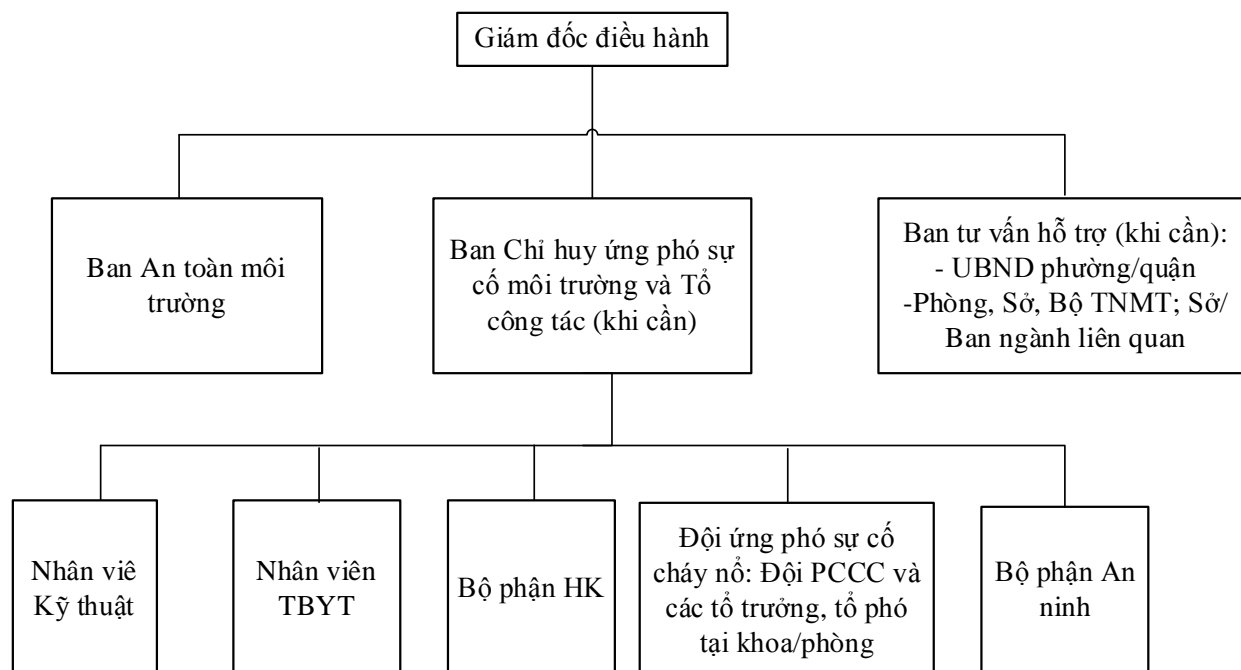 Giám đốc điều hành
Ban An toàn môi
trường
Ban Chỉ huy ứng phó sự
cố môi trường và Tổ
công tác (khi cần)
Ban tư vấn hỗ trợ (khi cần):
- UBND phường/quận
-Phòng, Sở, Bộ TNMT; Sở/
Ban ngành liên quan
Nhân viê
Kỹ thuật
Nhân viên
TBYT
Bộ phận HK
Đội ứng phó sự cố
cháy nổ: Đội PCCC và
các tổ trưởng, tổ phó
tại khoa/phòng
Bộ phận An
ninh